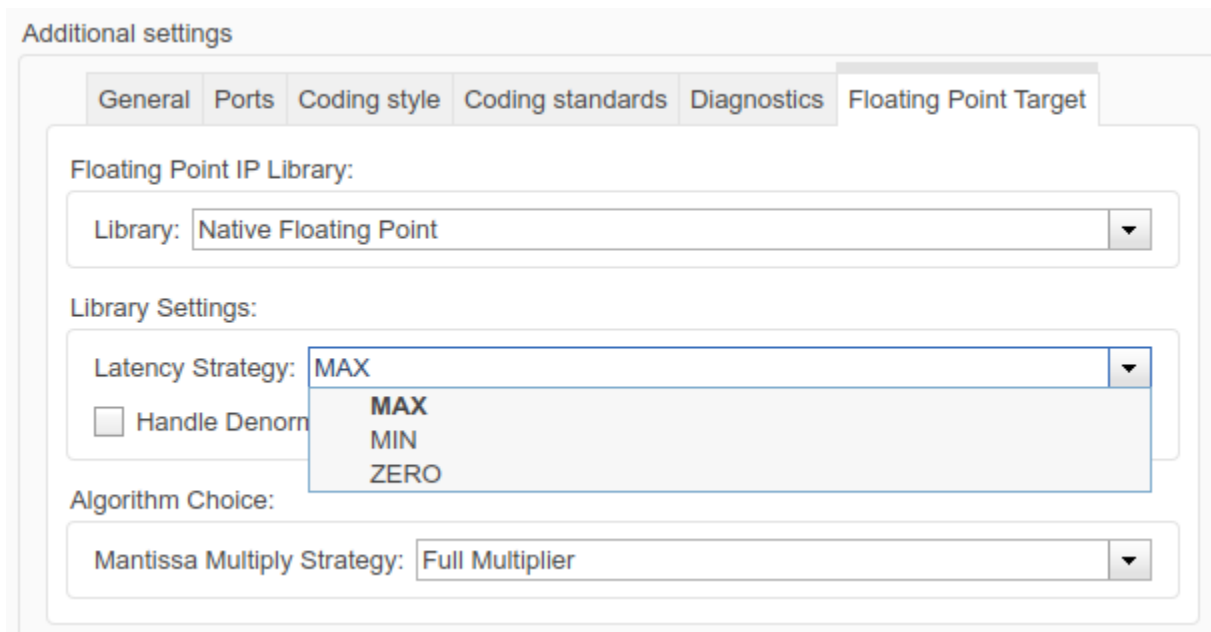 Additional settings
General Ports Coding style Coding standards Diagnostics Floating Point Target
Floating Point IP Library:
Library: Native Floating Point
Library Settings:
Latency Strategy: MAX
MAX
Handle
MIN
ZERO
Algorithm Choice:
Mantissa Multiply Strategy: Full Multiplier